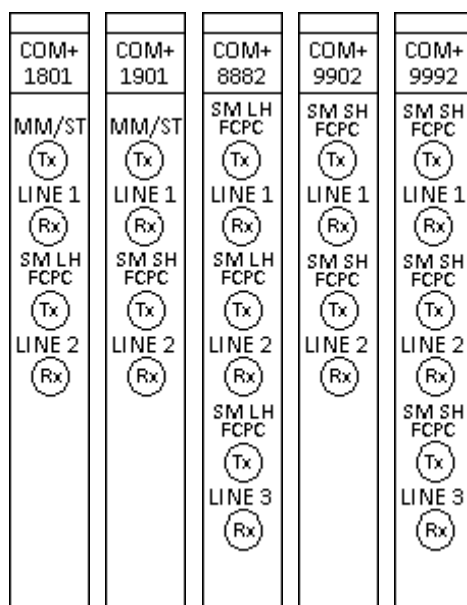 COM+
1801
MM/ST
Tx
LINE 1
Rx
SM LH
FCPC
Tx
LINE 2
Rx
COM+
1901
MM/ST
Tx
LINE 1
Rx
SM SH
FCPC
Tx
LINE 2
Rx
COM+
8882
SM LH
FCPC
Tx
LINE 1
Rx
SM LH
FCPC
Tx
LINE 2
Rx
SM LH
FCPC
Tx
LINE 3
Rx
COM+
9902
SM SH
FCPC
Tx
LINE 1
Rx
SM SH
FCPC
Tx
LINE 2
Rx
COM+
9992
SM SH
FCPC
Tx
LINE 1
Rx
SM SH
FCPC
Tx
LINE 2
Rx
SM SH
FCPC
Tx
LINE 3
Rx